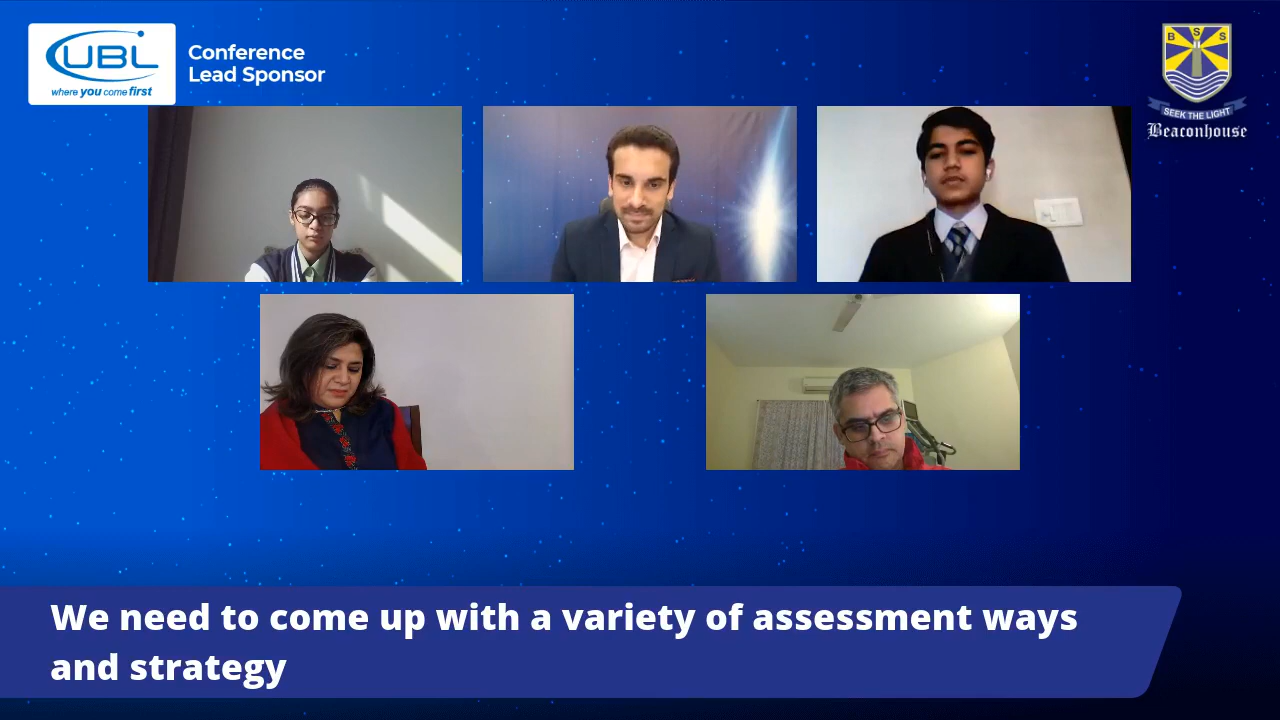 UBL
where you come first
Conference
Lead Sponsor
B S S
SEEK THE LIGHT
Beaconhouse
We need to come up with a variety of assessment ways
and strategy